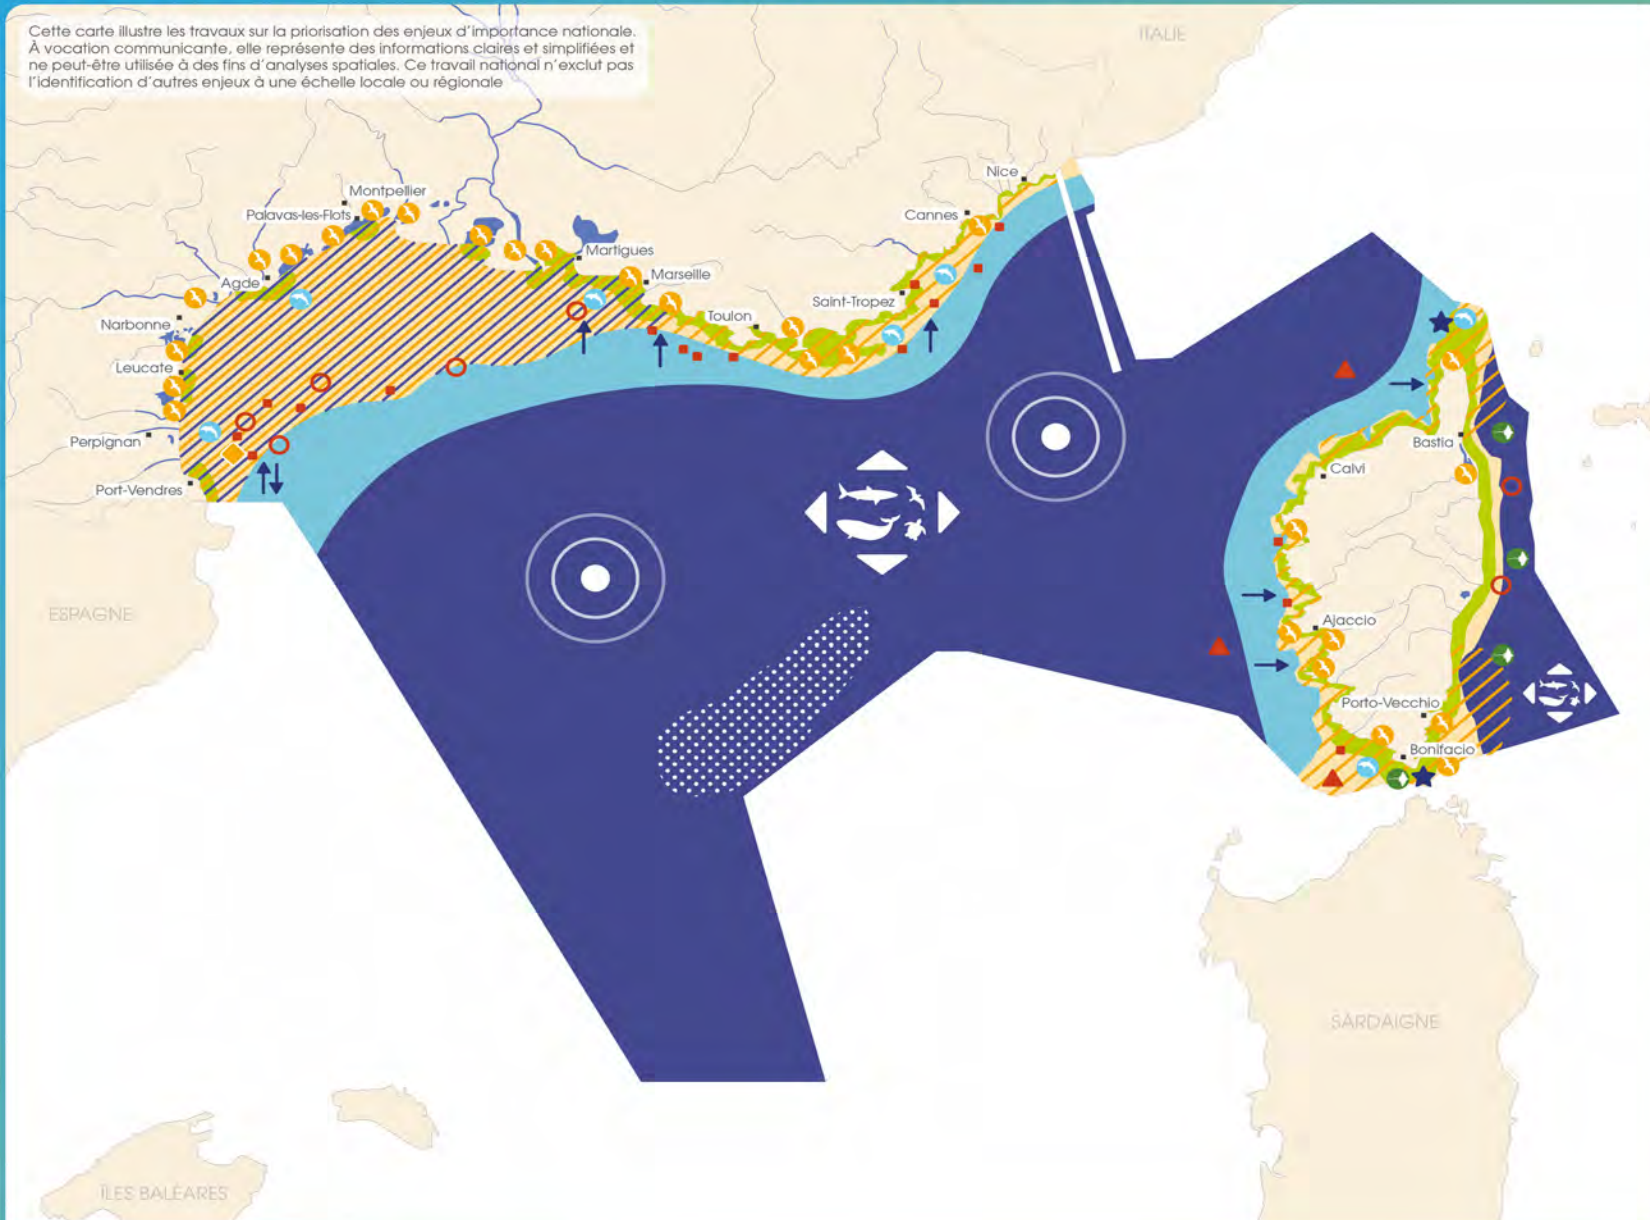 Cette carte illustre les travaux sur la priorisation des enjeux d'importance nationale.
À vocation communicante, elle représente des informations claires et simplifiées et
ne peut-être utilisée à des fins d'analyses spatiales. Ce travail national n'exclut pas
l'identification d'autres enjeux à une échelle locale ou régionale
ITALIE
Nice
Montpellier
Palavas-les-Flots
Cannes
Martigues
Marseille
Agde
Saint-Tropez
Toulon
Narbonne
Leucate
Perpignan
Bastia
Calvi
Port-Vendres
ESPAGNE
Ajaccio
Porto-Vecchio
Bonifacio
SARDAIGNE
ÎLES BALÉARES